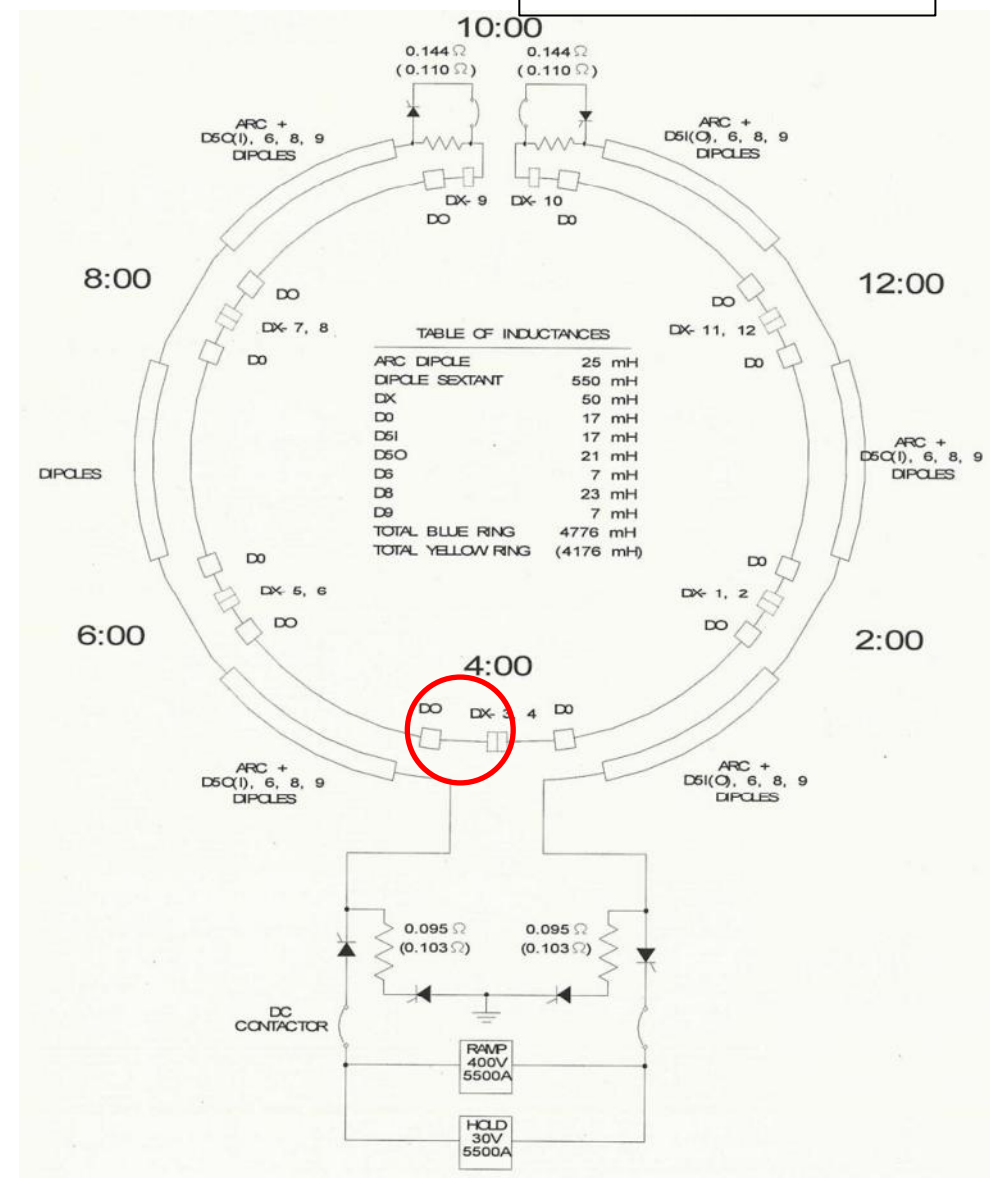 10:00
0.144 Ω
(0.110 Ω)
0.144 Ω
(0.110 Ω)
ARC +
D5O(I), 6, 8, 9
DIPOLES
ARC +
D5I(O), 6, 8, 9
DIPOLES
DX- 9
DX- 10
DO
D0
8:00
12:00
DO
DX- 7, 8
D0
DO
DX- 11, 12
D0
TABLE OF INDUCTANCES
ARC DIPOLE 25 mH
DIPOLE SEXTANT 550 mH
DX 50 mH
D0 17 mH
D5I 17 mH
D5O 21 mH
D6 7 mH
D8 23 mH
D9 7 mH
TOTAL BLUE RING 4776 mH
TOTAL YELLOW RING (4176 mH)
DIPOLES
ARC +
D5O(I), 6, 8, 9
DIPOLES
D0
DX- 5, 6
DO
D0
DX- 1, 2
DO
6:00
2:00
4:00
DO
DX- 3, 4
D0
ARC +
D5O(I), 6, 8, 9
DIPOLES
ARC +
D5I(O), 6, 8, 9
DIPOLES
0.095 Ω
(0.103 Ω)
0.095 Ω
(0.103 Ω)
DC
CONTACTOR
RAMP
400V
5500A
HOLD
30V
5500A